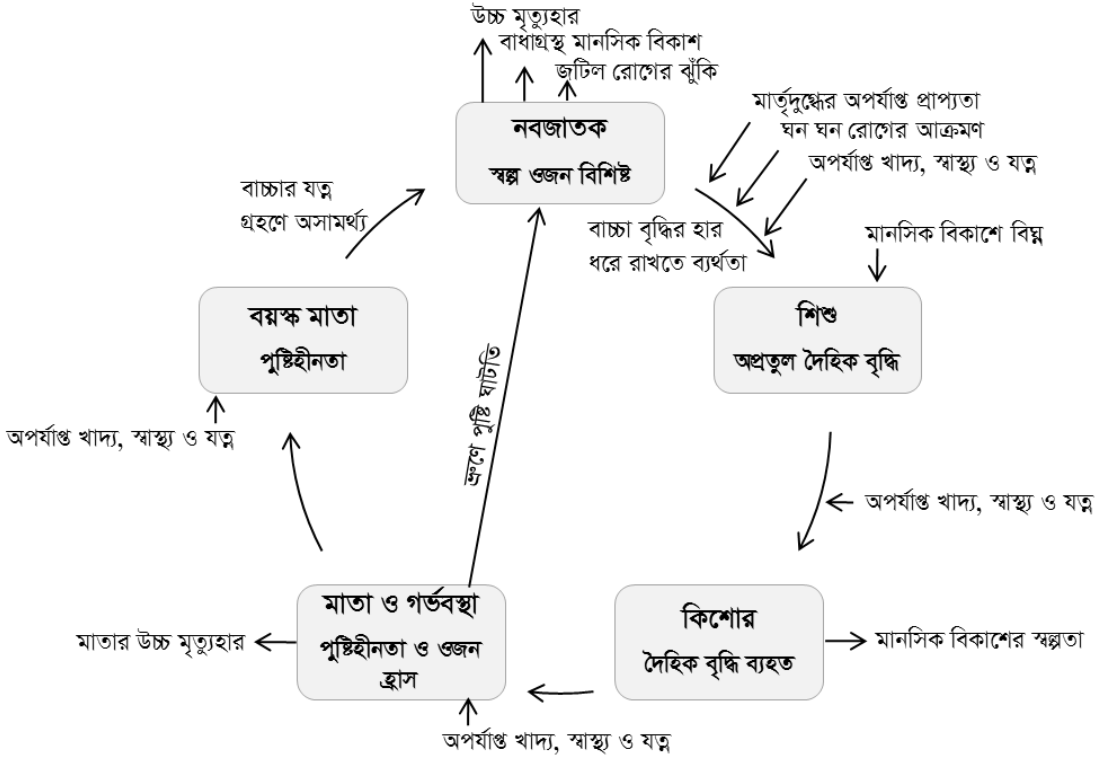 উচ্চ মৃত্যুহার
বাধাগ্রস্থ মানসিক বিকাশ
জটিল রোগের ঝুঁকি
নবজাতক
স্বল্প ওজন বিশিষ্ট
মার্তৃদুগ্ধের অপর্যাপ্ত প্রাপ্যতা
ঘন ঘন রোগের আক্রমণ
অপর্যাপ্ত খাদ্য, স্বাস্থ্য ও যত্ন
বাচ্চা বৃদ্ধির হার
ধরে রাখতে ব্যর্থতা
মানসিক বিকাশে বিঘ্ন
শিশু
অপ্রতুল দৈহিক বৃদ্ধি
অপর্যাপ্ত খাদ্য, স্বাস্থ্য ও যত্ন
কিশোর
দৈহিক বৃদ্ধি ব্যহত
মানসিক বিকাশের স্বল্পতা
মাতা ও গর্ভবস্থা
পুষ্টিহীনতা ও ওজন
হ্রাস
মাতার উচ্চ মৃত্যুহার
অপর্যাপ্ত খাদ্য, স্বাস্থ্য ও যত্ন
ভ্রুণে পুষ্টি ঘাটতি
বয়স্ক মাতা
পুষ্টিহীনতা
অপর্যাপ্ত খাদ্য, স্বাস্থ্য ও যত্ন
বাচ্চার যত্ন
গ্রহণে অসামর্থ্য